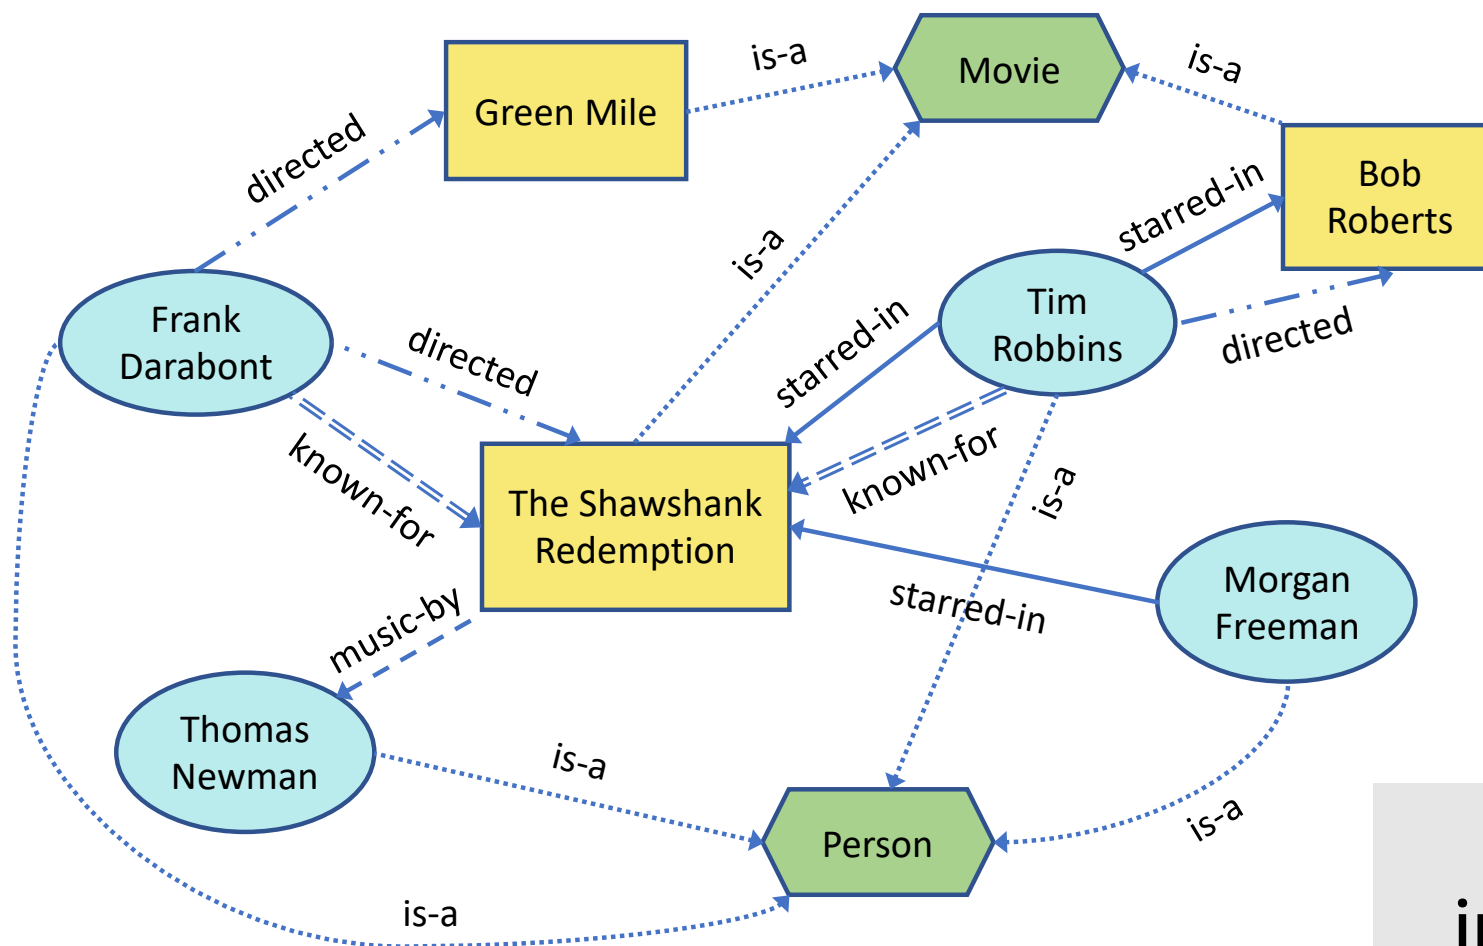 is-a
Movie
is-a
Green Mile
directed
Bob
Roberts
starred-in
is-a
Frank
Darabont
directed
starred-in
Tim
Robbins
directed
known-for
The Shawshank
Redemption
known-for
is-a
starred-in
Morgan
Freeman
music-by
Thomas
Newman
is-a
Person
is-a
is-a